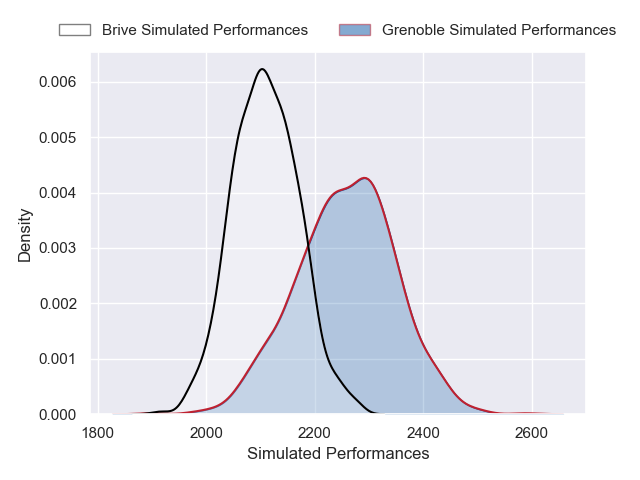 Brive Simulated Performances
Grenoble Simulated Performances
0.006
0.005
0.004
0.003
0.002
0.001
0.000
Density
1800 2000 2200 2400 2600
Simulated Performances